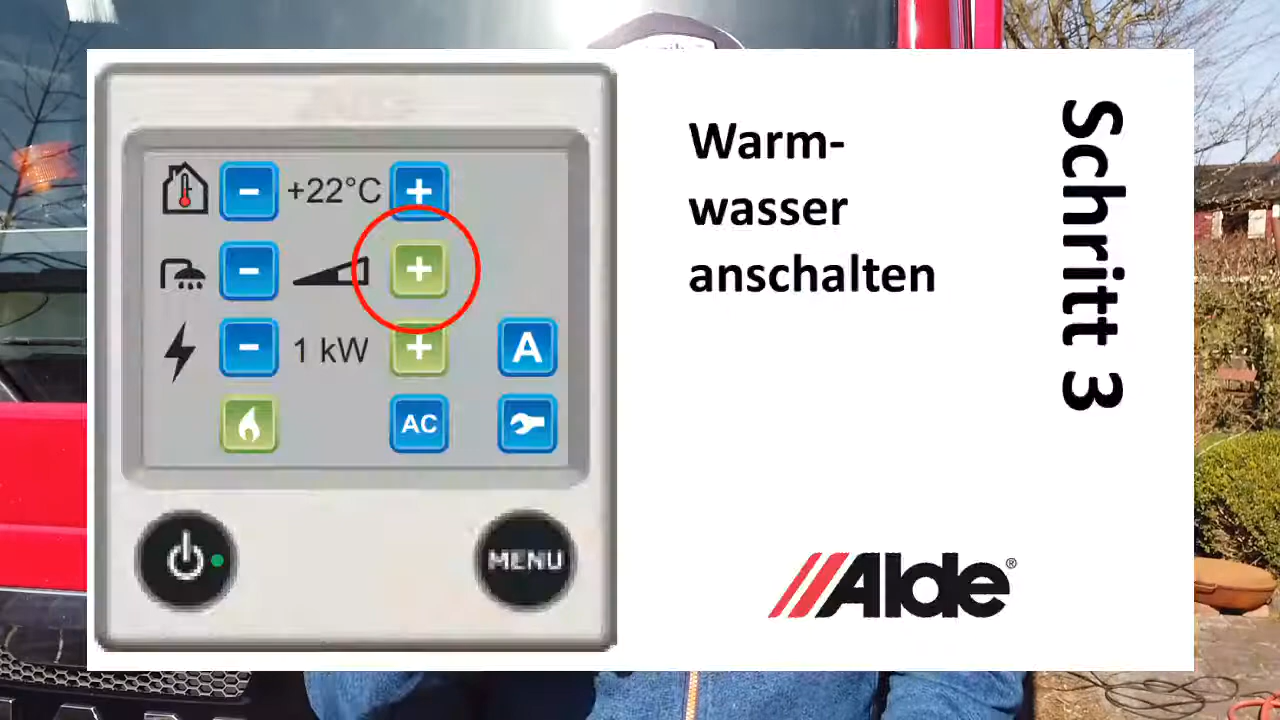 +22°C
1 kW
A
AC
MENU
Warm-
wasser
anschalten
Schritt 3
Alde®